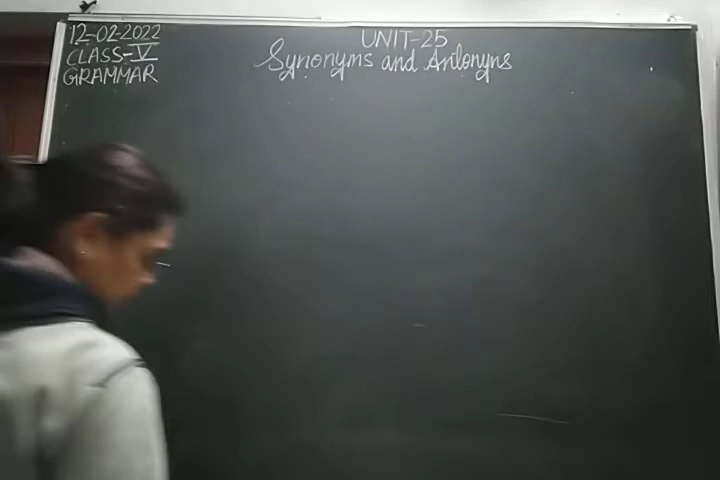 12-02-2022
CLASS-V
GRAMMAR
UNIT-25
Synonyms and Antonyms